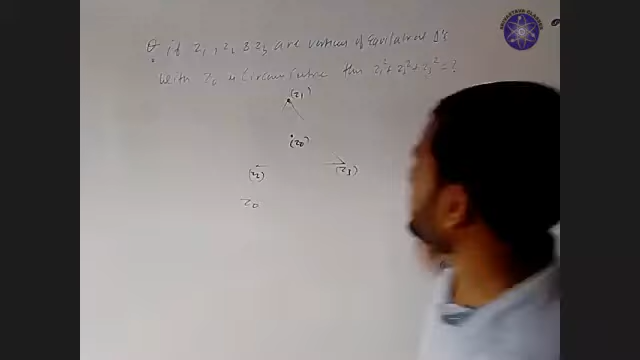 Q. if z₁, z₂ & z₃ are vertices of Equilateral Δ's
with z₀ is Circumcentre then z₁² + z₂² + z₃² = ?
(z₁)
(z₀)
(z₂) (z₃)
z₀